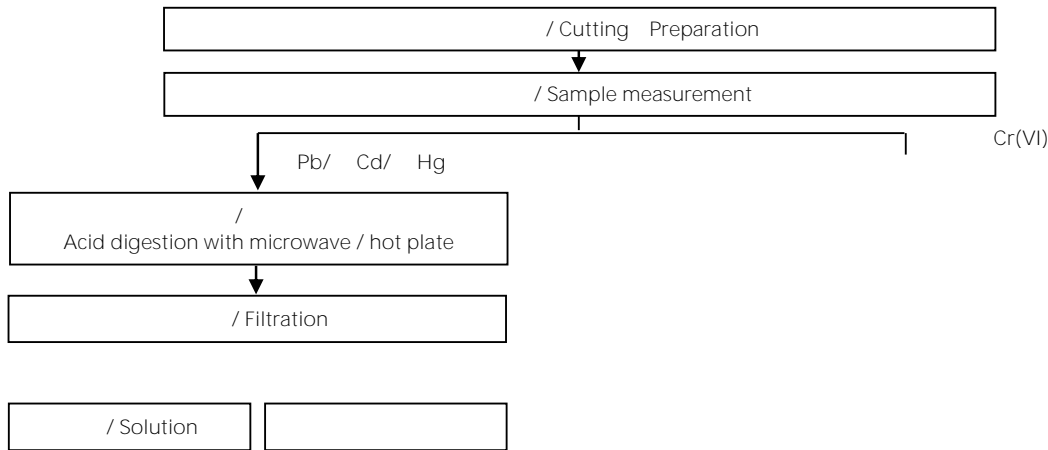 / Cutting Preparation
/ Sample measurement
Cr(VI)
Pb/ Cd/ Hg
/
Acid digestion with microwave / hot plate
/ Filtration
/ Solution